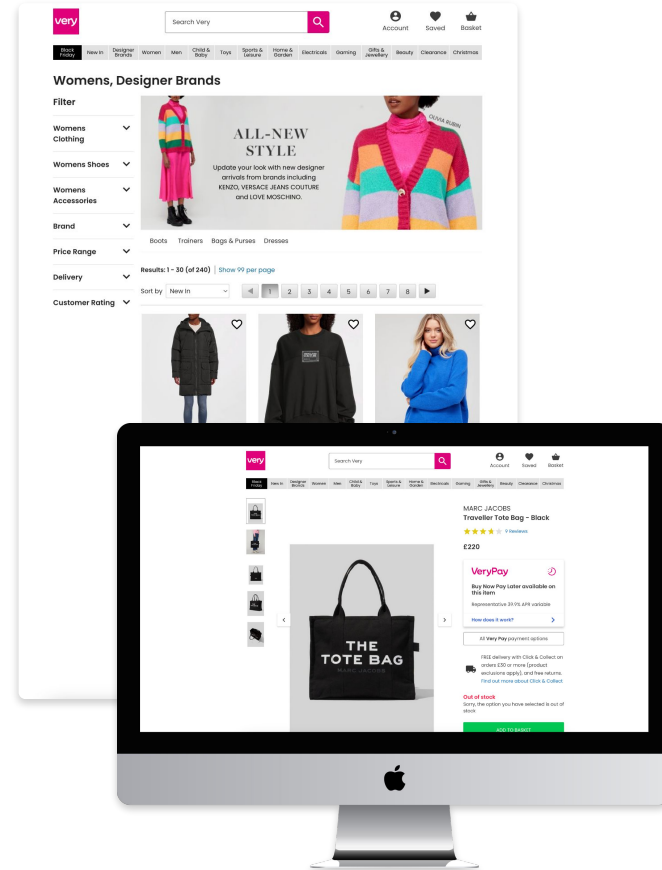 very
Search Very
Account
Saved
Basket
Black Friday
New In
Designer Brands
Women
Men
Child & Baby
Toys
Sports & Leisure
Home & Garden
Electricals
Gaming
Gifts & Jewellery
Beauty
Clearance
Christmas
Womens, Designer Brands
Filter
Womens
Clothing
Womens Shoes
Womens
Accessories
Brand
Price Range
Delivery
Customer Rating
ALL-NEW
STYLE
Update your look with new designer
arrivals from brands including
KENZO, VERSACE JEANS COUTURE
and LOVE MOSCHINO.
OLIVIA RUBIN
Boots Trainers Bags & Purses Dresses
Results: 1 - 30 (of 240) | Show 99 per page
Sort by New In
1 2 3 4 5 6 7 8
very
Search Very
Account
Saved
Basket
Black Friday
New In
Designer Brands
Women
Men
Child & Baby
Toys
Sports & Leisure
Home & Garden
Electricals
Gaming
Gifts & Jewellery
Beauty
Clearance
Christmas
MARC JACOBS
Traveller Tote Bag - Black
£220
VeryPay
Buy Now Pay Later available on
this item
Representative 39.9% APR variable
How does it work?
All Very Pay payment options
FREE delivery with Click & Collect on
orders £30 or more (product
exclusions apply), and free returns.
Find out more about Click & Collect
Out of stock
Sorry, the option you have selected is out of
stock
ADD TO BASKET
THE
TOTE BAG
MARC JACOBS